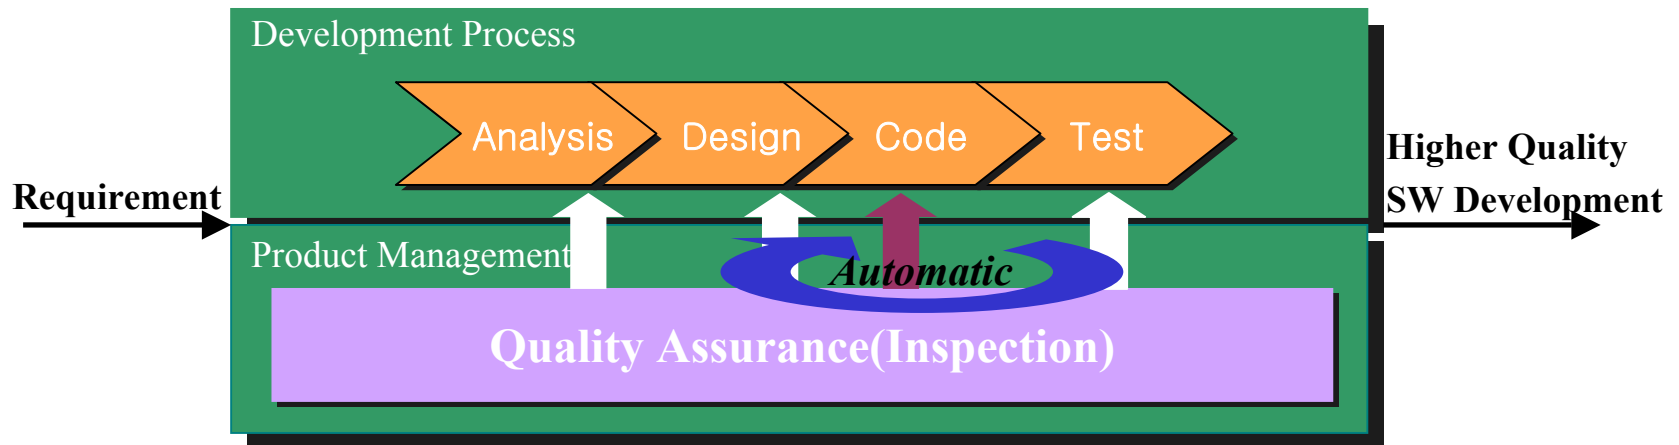 Development Process
Analysis
Design
Code
Test
Requirement
Higher Quality
SW Development
Product Management
Automatic
Quality Assurance(Inspection)